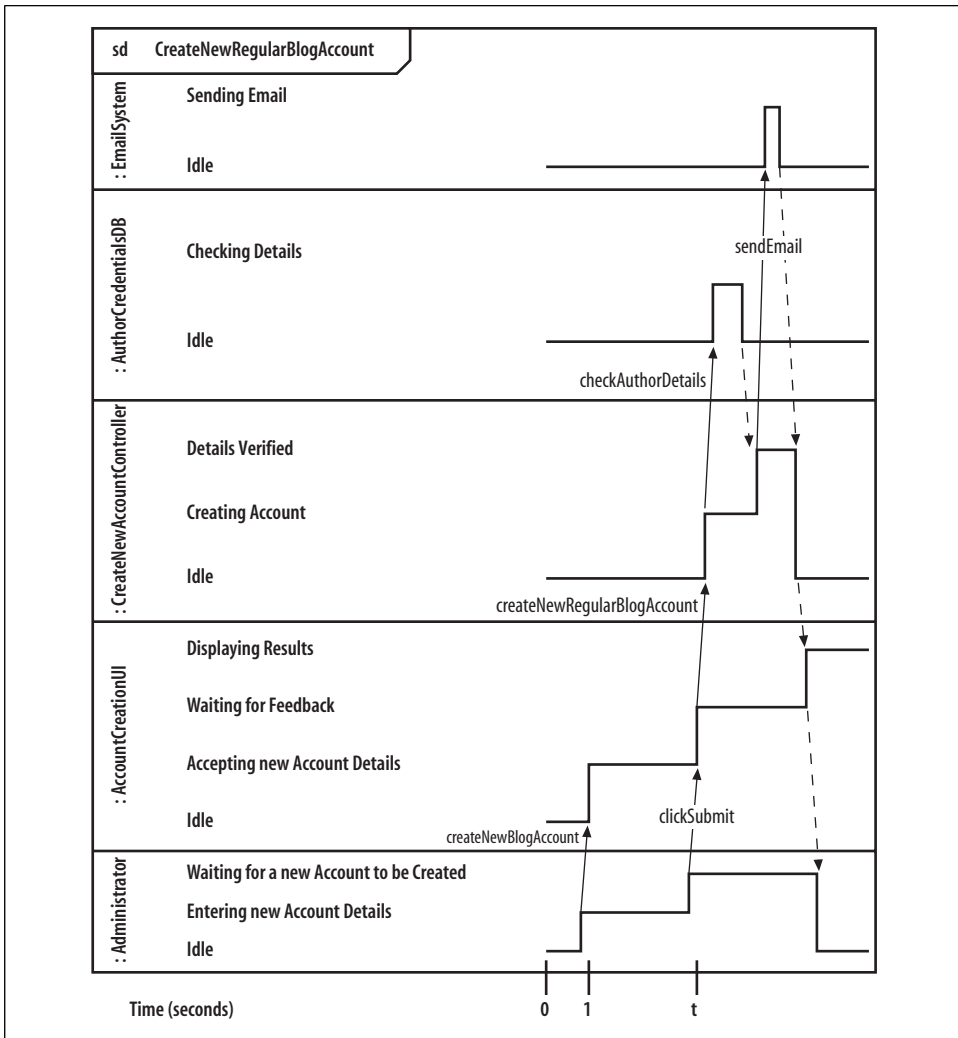 sd CreateNewRegularBlogAccount
: EmailSystem
Sending Email
Idle
: AuthorCredentialsDB
Checking Details
Idle
sendEmail
checkAuthorDetails
: CreateNewAccountController
Details Verified
Creating Account
Idle
createNewRegularBlogAccount
: AccountCreationUI
Displaying Results
Waiting for Feedback
Accepting new Account Details
Idle
createNewBlogAccount
clickSubmit
: Administrator
Waiting for a new Account to be Created
Entering new Account Details
Idle
Time (seconds) 0 1 t